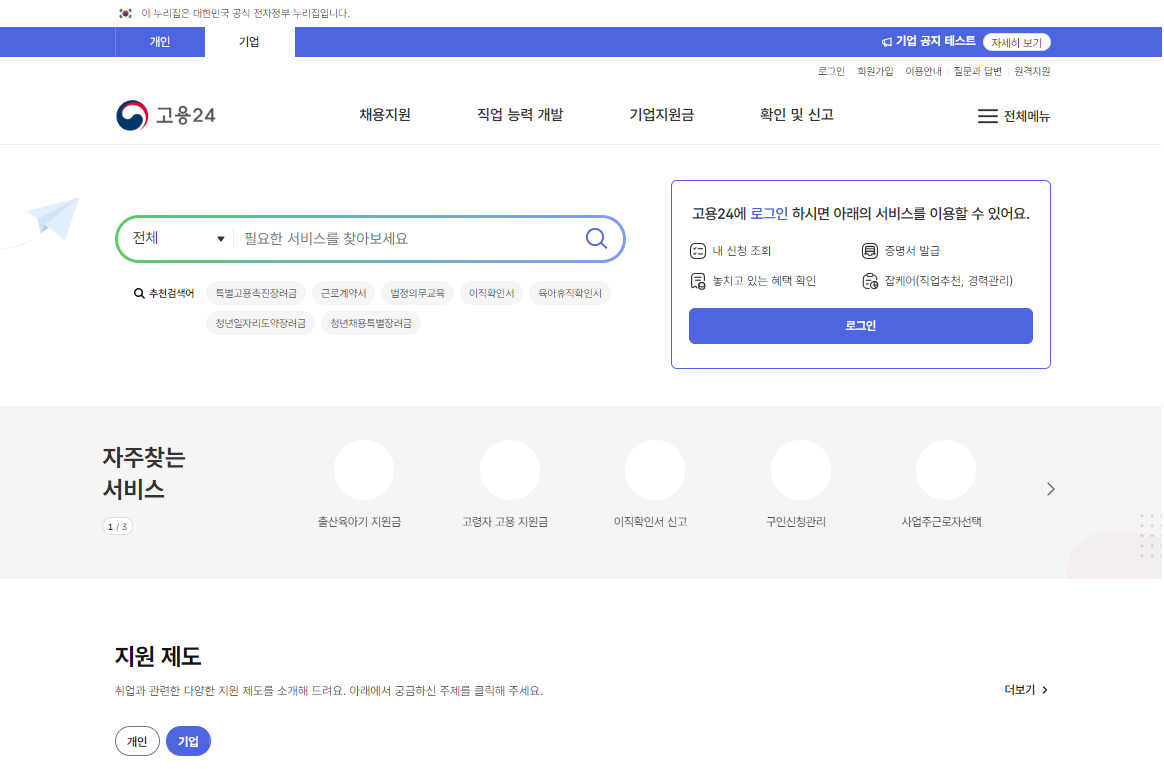 이 누리집은 대한민국 공식 전자정부 누리집입니다.
개인
기업
기업 공지 테스트
자세히 보기
로그인 회원가입 이용안내 질문과 답변 원격지원
고용24
채용지원
직업 능력 개발
기업지원금
확인 및 신고
전체메뉴
전체
필요한 서비스를 찾아보세요
추천검색어
특별고용촉진장려금
근로계약서
법정의무교육
이직확인서
육아휴직확인서
청년일자리도약장려금
청년채용특별장려금
고용24에 로그인 하시면 아래의 서비스를 이용할 수 있어요.
내 신청 조회
증명서 발급
놓치고 있는 혜택 확인
잡케어(직업추천, 경력관리)
로그인
자주찾는
서비스
1 / 3
출산육아기 지원금
고령자 고용 지원금
이직확인서 신고
구인신청관리
사업주근로자선택
지원 제도
취업과 관련한 다양한 지원 제도를 소개해 드려요. 아래에서 궁금하신 주제를 클릭해 주세요.
더보기
개인
기업